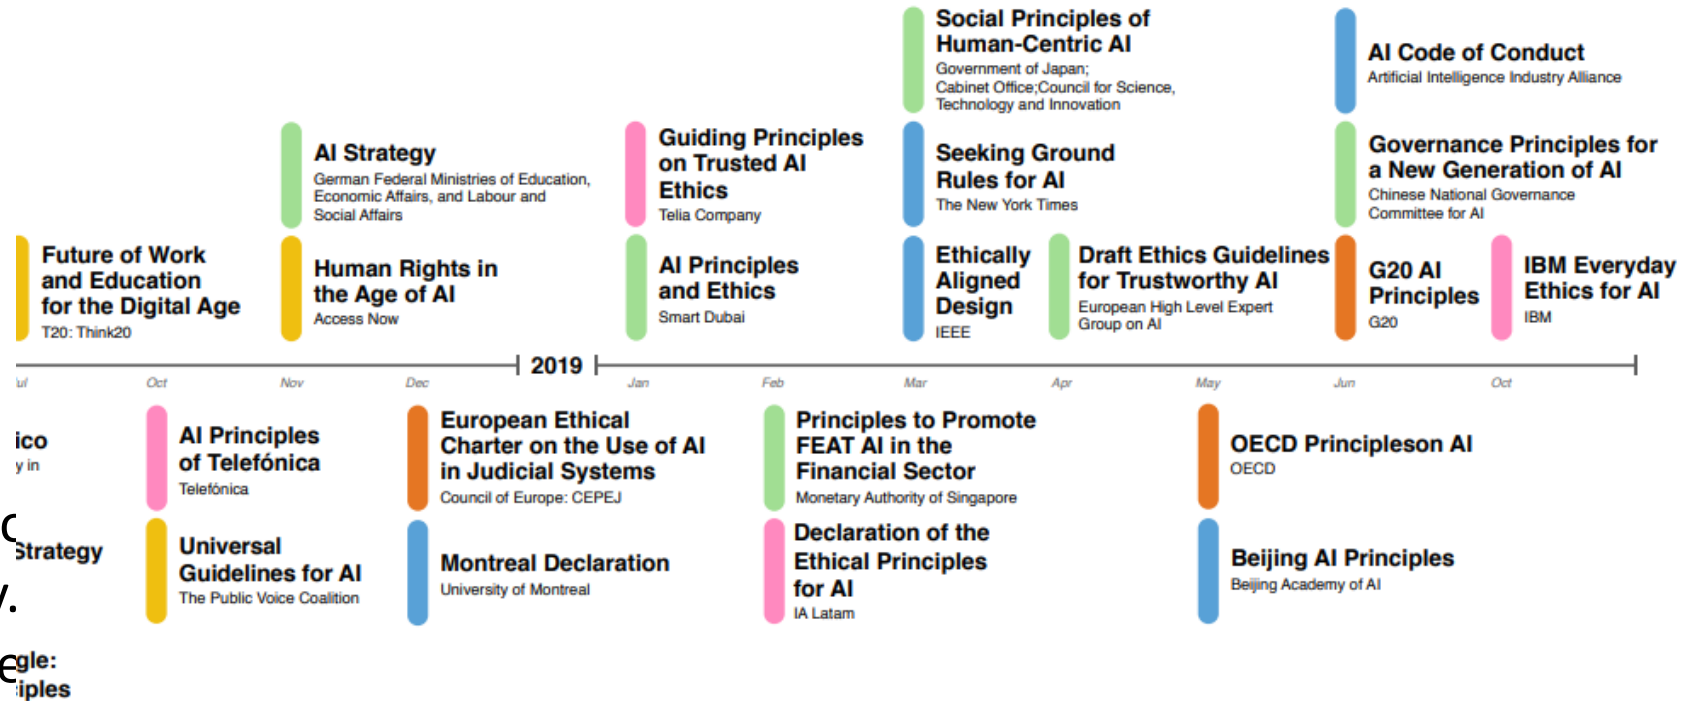 Social Principles of
Human-Centric AI
Government of Japan;
Cabinet Office;Council for Science,
Technology and Innovation
AI Code of Conduct
Artificial Intelligence Industry Alliance
AI Strategy
German Federal Ministries of Education,
Economic Affairs, and Labour and
Social Affairs
Guiding Principles
on Trusted AI
Ethics
Telia Company
Seeking Ground
Rules for AI
The New York Times
Governance Principles for
a New Generation of AI
Chinese National Governance
Committee for AI
Future of Work
and Education
for the Digital Age
T20: Think20
Human Rights in
the Age of AI
Access Now
AI Principles
and Ethics
Smart Dubai
Ethically
Aligned
Design
IEEE
Draft Ethics Guidelines
for Trustworthy AI
European High Level Expert
Group on AI
G20 AI
Principles
G20
IBM Everyday
Ethics for AI
IBM
2019
Oct
Nov
Dec
Jan
Feb
Mar
Apr
May
Jun
Oct
AI Principles
of Telefónica
Telefónica
European Ethical
Charter on the Use of AI
in Judicial Systems
Council of Europe: CEPEJ
Principles to Promote
FEAT AI in the
Financial Sector
Monetary Authority of Singapore
OECD Principleson AI
OECD
in
Strategy
Universal
Guidelines for AI
The Public Voice Coalition
Montreal Declaration
University of Montreal
Declaration of the
Ethical Principles
for AI
IA Latam
Beijing AI Principles
Beijing Academy of AI